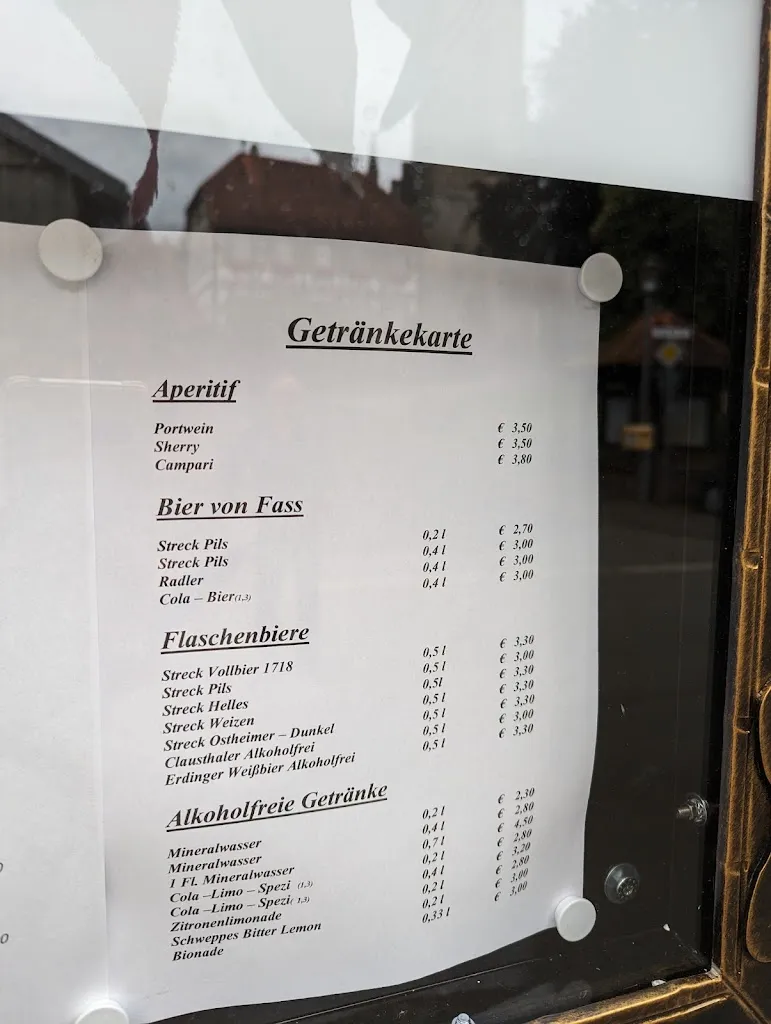 Getränkekarte
Aperitif
Portwein € 3,50
Sherry € 3,50
Campari € 3,80
Bier von Fass
Streck Pils 0,2 l € 2,70
Streck Pils 0,4 l € 3,00
Radler 0,4 l € 3,00
Cola – Bier(1,3) 0,4 l € 3,00
Flaschenbiere
Streck Vollbier 1718 0,5 l € 3,30
Streck Pils 0,5 l € 3,00
Streck Helles 0,5l € 3,30
Streck Weizen 0,5 l € 3,30
Streck Ostheimer – Dunkel 0,5 l € 3,30
Clausthaler Alkoholfrei 0,5 l € 3,00
Erdinger Weißbier Alkoholfrei 0,5 l € 3,30
Alkoholfreie Getränke
Mineralwasser 0,2 l € 2,30
Mineralwasser 0,4 l € 2,80
1 Fl. Mineralwasser 0,7 l € 4,50
Cola –Limo – Spezi (1,3) 0,2 l € 2,80
Cola –Limo – Spezi( 1,3) 0,4 l € 3,20
Zitronenlimonade 0,2 l € 2,80
Schweppes Bitter Lemon 0,2 l € 3,00
Bionade 0,33 l € 3,00